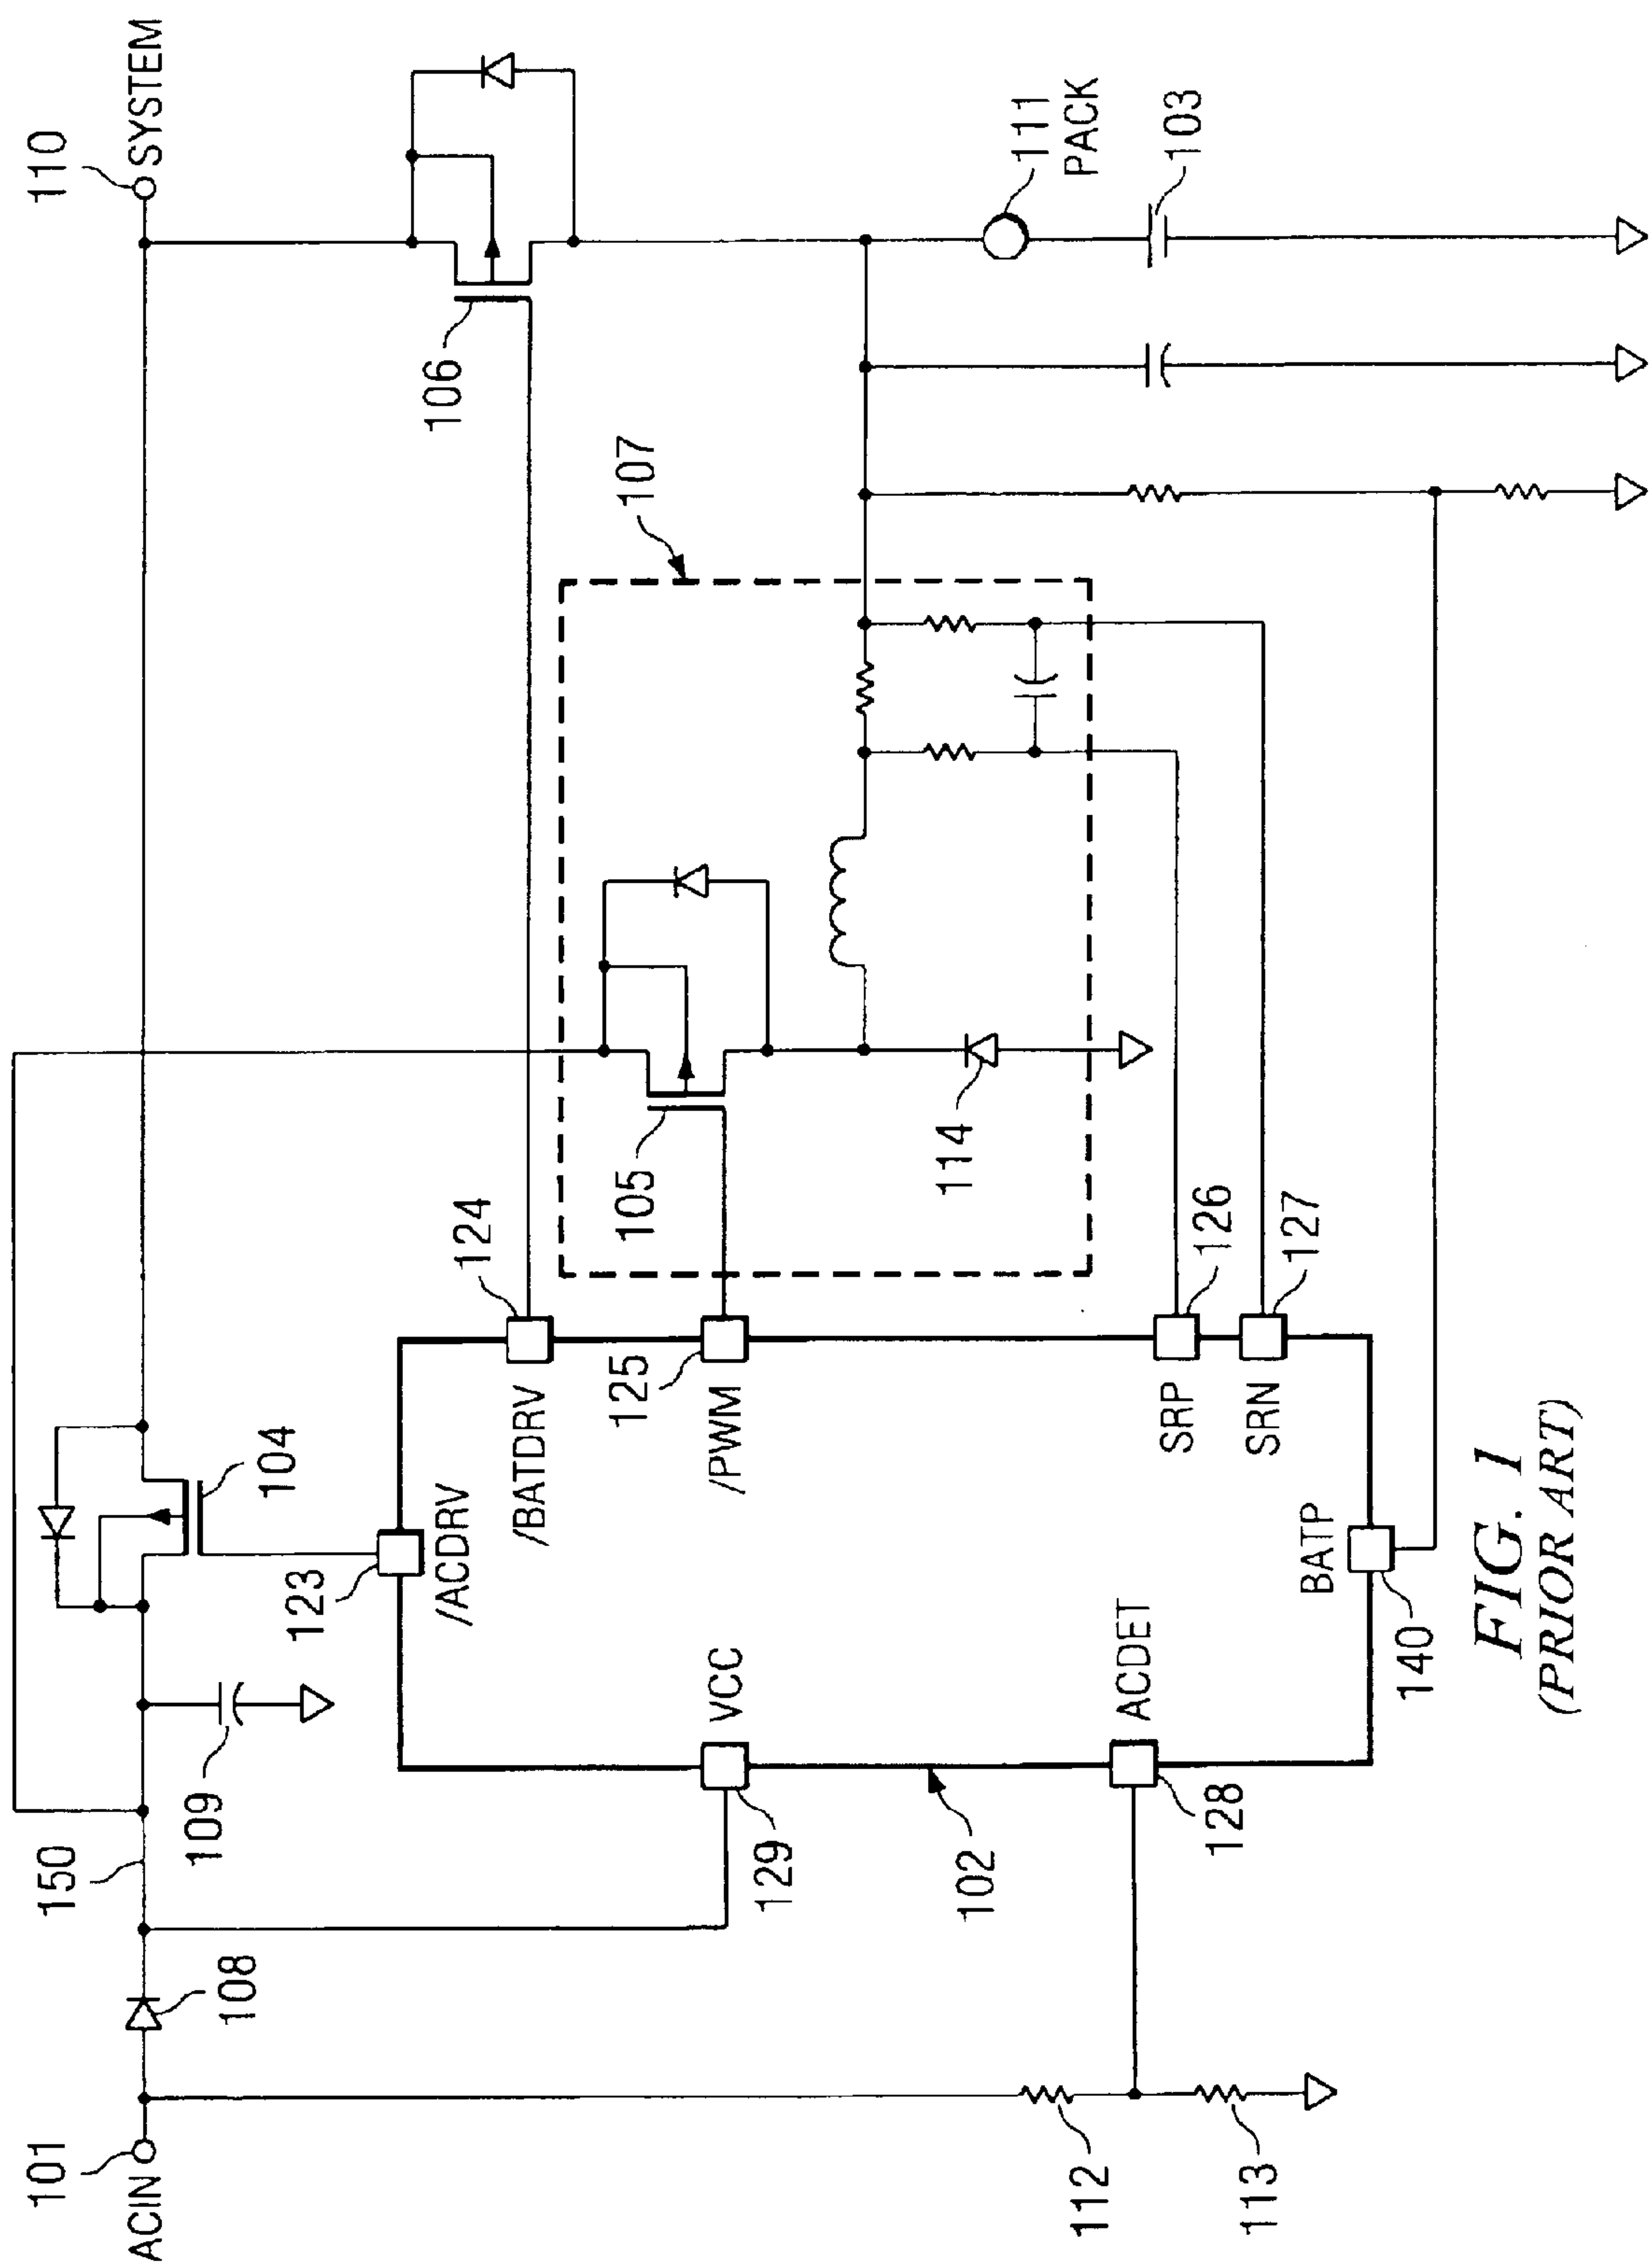 101
ACIN
108
150
109
104
110
SYSTEM
123
/ACDRV
124
/BATDRV
106
107
125
/PWM
105
114
111
PACK
103
129
VCC
102
128
ACDET
SRP
126
SRN
127
BATP
140
112
113
FIG. 1
(PRIOR ART)